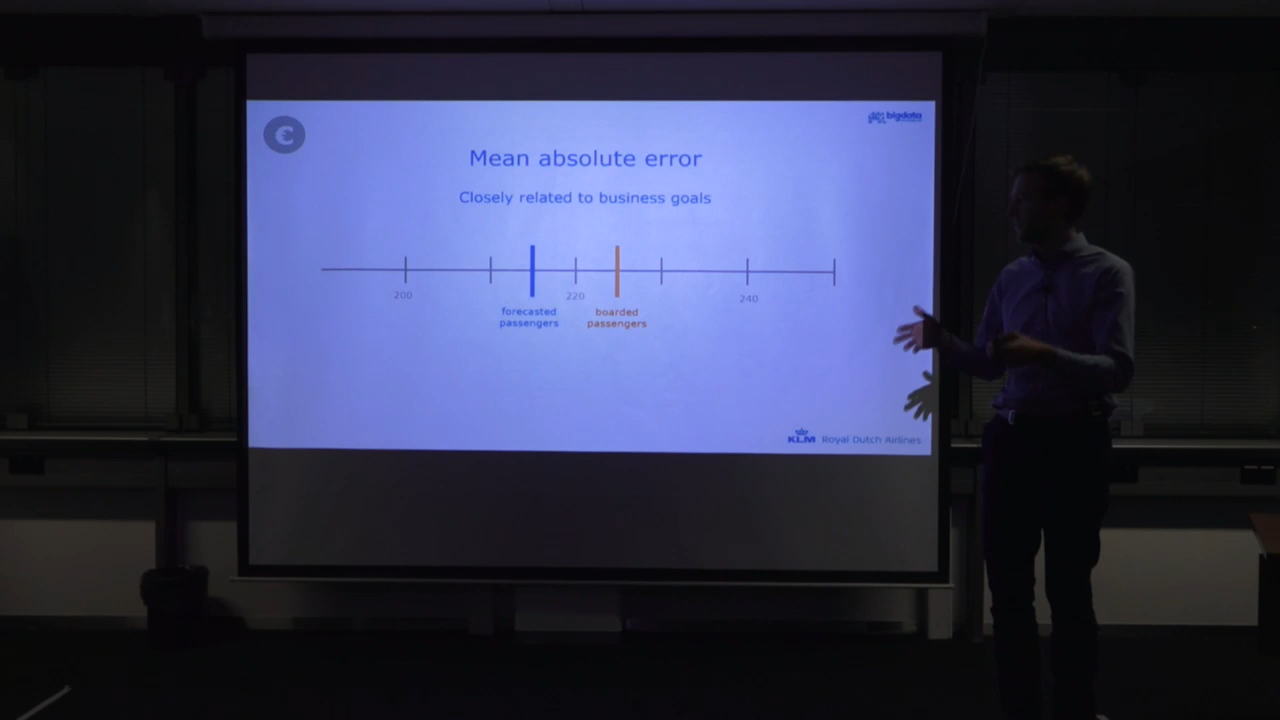 €
bigdata
Mean absolute error
Closely related to business goals
200
220
240
forecasted
passengers
boarded
passengers
KLM Royal Dutch Airlines